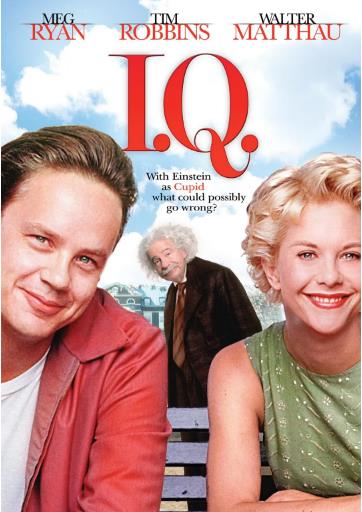 MEG RYAN
TIM ROBBINS
WALTER MATTHAU
I.Q.
With Einstein
as Cupid
what could possibly
go wrong?